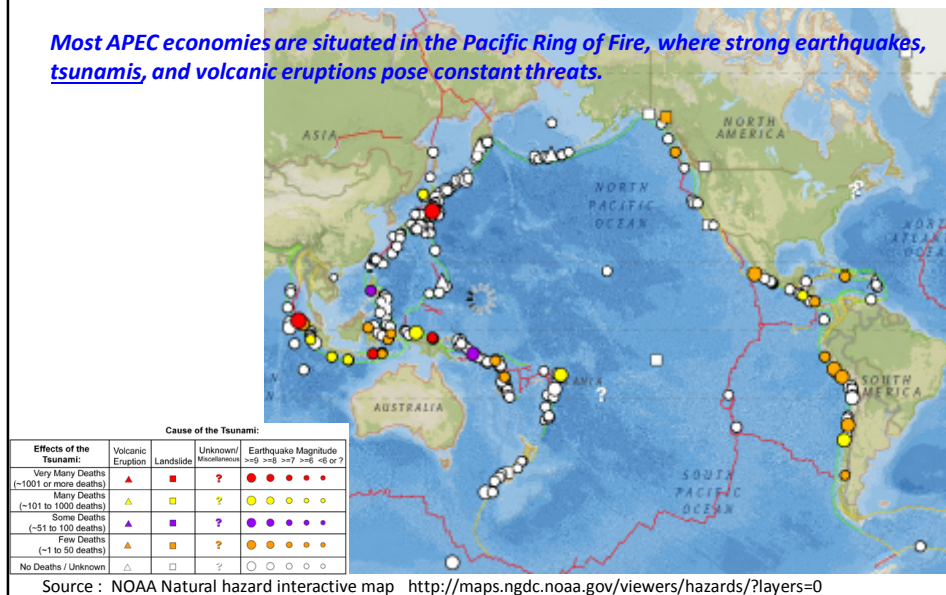 Most APEC economies are situated in the Pacific Ring of Fire, where strong earthquakes,
tsunamis, and volcanic eruptions pose constant threats.
ASIA
NORTH
AMERICA
NORTH
PACIFIC
OCEAN
OCEA
AUSTRALIA
SOUTH
AMERICA
SOUTH
PACIFIC
OCEAN
Cause of the Tsunami:
Effects of the
Tsunami:
Volcanic
Eruption
Landslide
Unknown/
Miscellaneous
Earthquake Magnitude
>=9 >=8 >=7 >=6 <6 or ?
Very Many Deaths
(~1001 or more deaths)
?
Many Deaths
(~101 to 1000 deaths)
?
Some Deaths
(~51 to 100 deaths)
?
Few Deaths
(~1 to 50 deaths)
?
No Deaths / Unknown
?
Source : NOAA Natural hazard interactive map http://maps.ngdc.noaa.gov/viewers/hazards/?layers=0